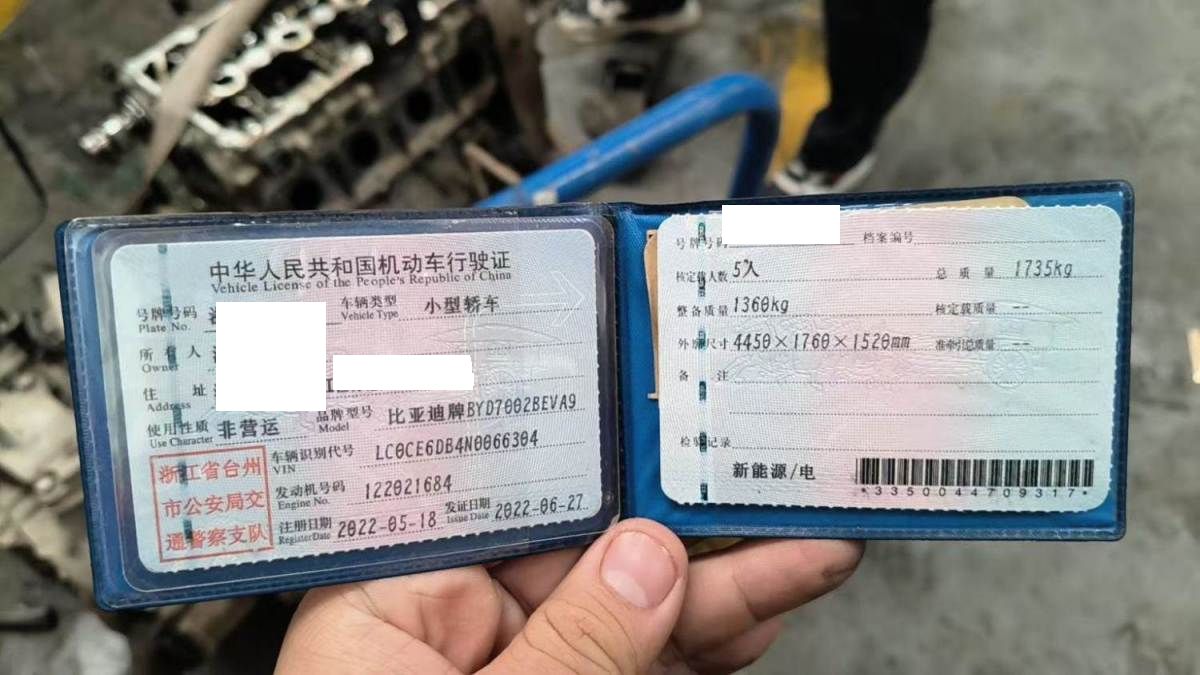 中华人民共和国机动车行驶证
Vehicle License of the People's Republic of China
号牌号码 车辆类型 小型轿车
Plate No. Vehicle Type
所有人
Owner
住址
Address
使用性质 非营运 品牌型号 比亚迪牌BYD7002BEVA9
Use Character Model
浙江省台州
市公安局交
通警察支队
车辆识别代号 LC0CE6DB4N0066304
VIN
发动机号码 122021684
Engine No.
注册日期 2022-05-18 发证日期 2022-06-27
Register Date Issue Date
号牌号码 档案编号
核定载人数 5人 总质量 1735kg
整备质量 1360kg 核定载质量 --
外廓尺寸 4450×1760×1520mm 准牵引总质量 --
备注
检验记录
新能源/电
*3350044709317*